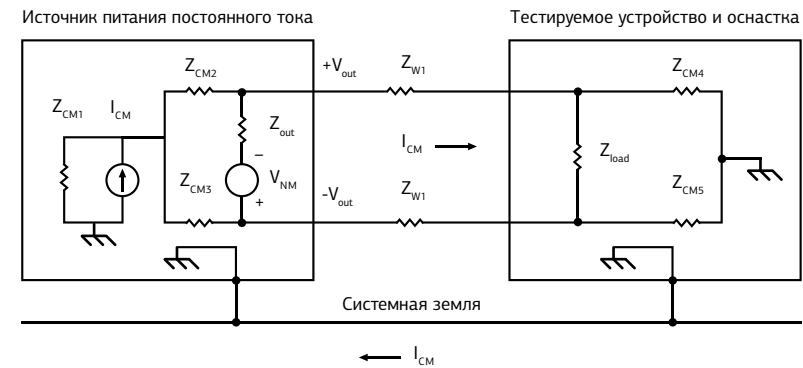 Источник питания постоянного тока
Тестируемое устройство и оснастка
Z_CM2
+V_out
Z_W1
Z_CM4
Z_CM1
I_CM
Z_out
I_CM
Z_load
–
Z_CM3
V_NM
+
-V_out
Z_W1
Z_CM5
Системная земля
I_CM